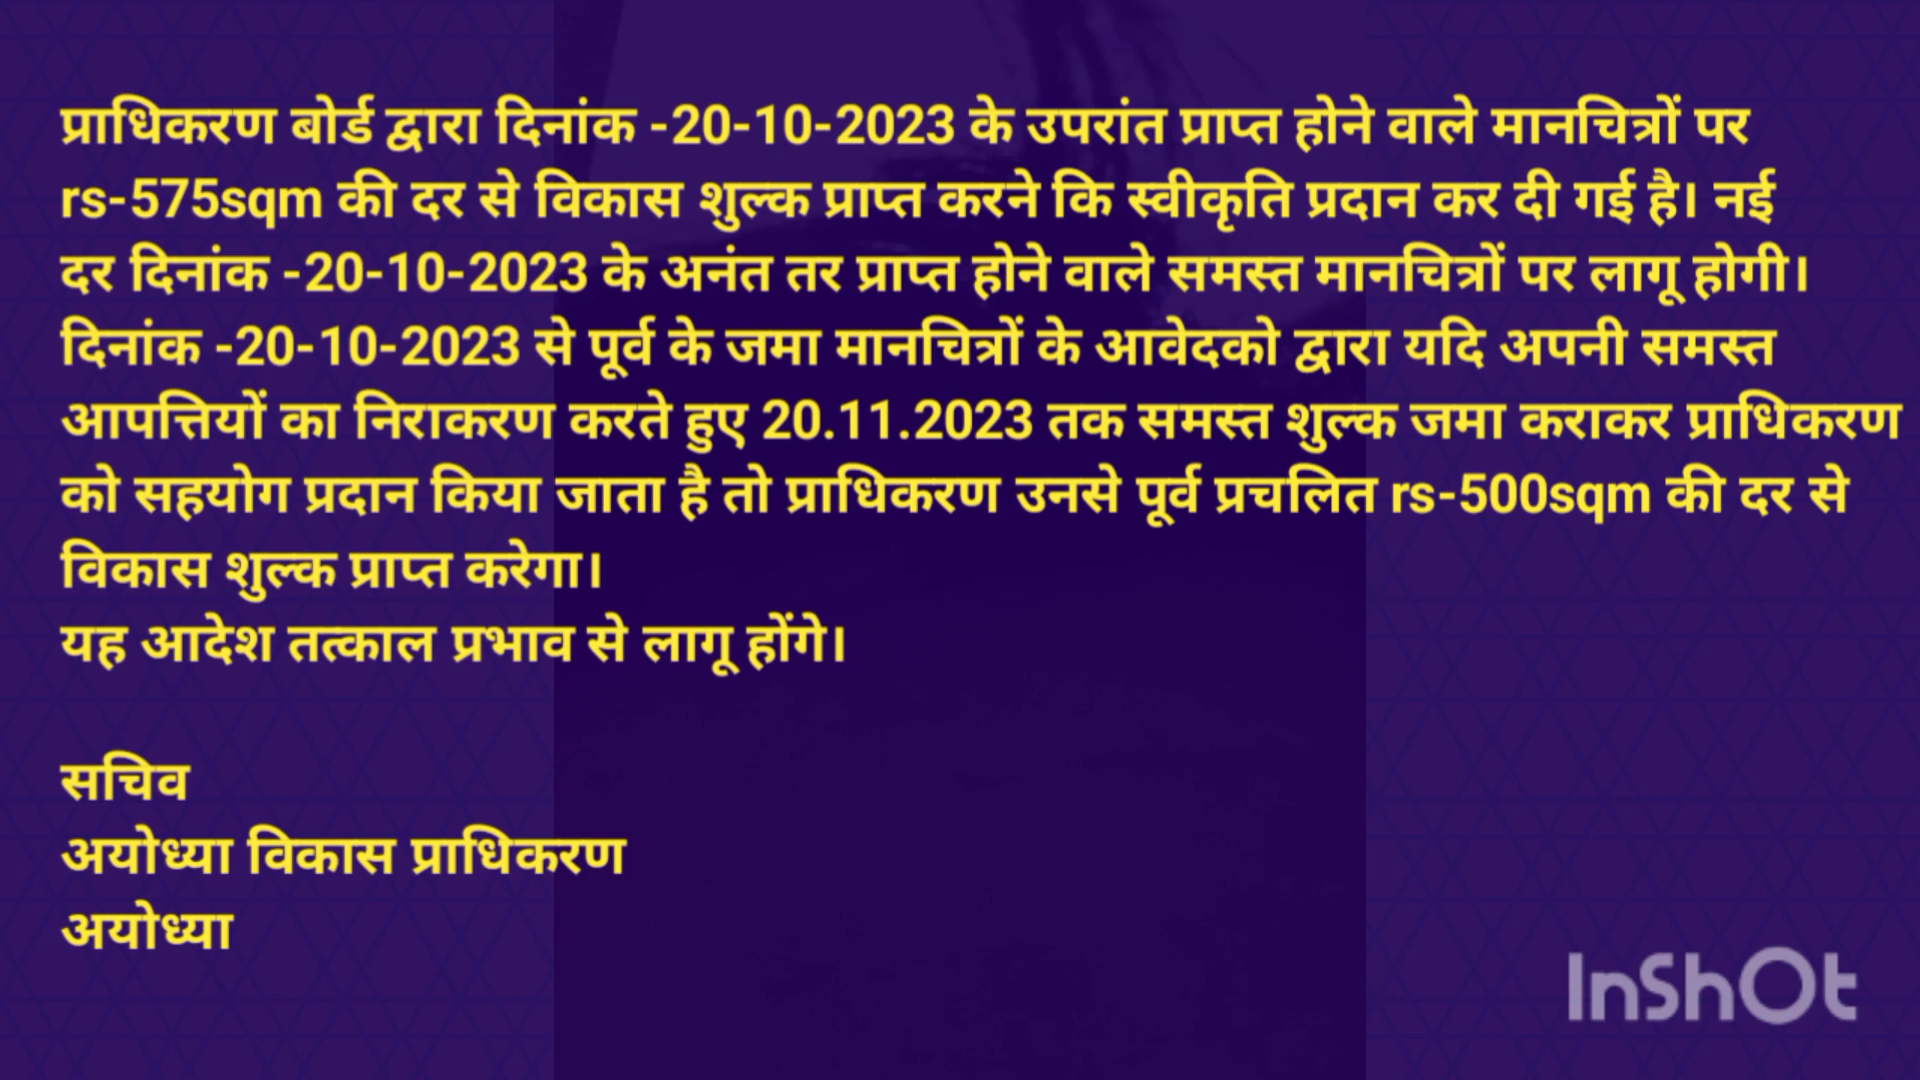 प्राधिकरण बोर्ड द्वारा दिनांक -20-10-2023 के उपरांत प्राप्त होने वाले मानचित्रों पर
rs-575sqm की दर से विकास शुल्क प्राप्त करने कि स्वीकृति प्रदान कर दी गई है। नई
दर दिनांक -20-10-2023 के अनंत तर प्राप्त होने वाले समस्त मानचित्रों पर लागू होगी।
दिनांक -20-10-2023 से पूर्व के जमा मानचित्रों के आवेदको द्वारा यदि अपनी समस्त
आपत्तियों का निराकरण करते हुए 20.11.2023 तक समस्त शुल्क जमा कराकर प्राधिकरण
को सहयोग प्रदान किया जाता है तो प्राधिकरण उनसे पूर्व प्रचलित rs-500sqm की दर से
विकास शुल्क प्राप्त करेगा।
यह आदेश तत्काल प्रभाव से लागू होंगे।
सचिव
अयोध्या विकास प्राधिकरण
अयोध्या
InShOt